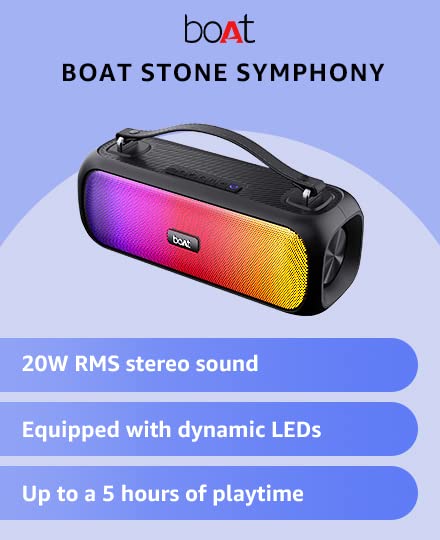 boAt
BOAT STONE SYMPHONY
boAt
20W RMS stereo sound
Equipped with dynamic LEDs
Up to a 5 hours of playtime